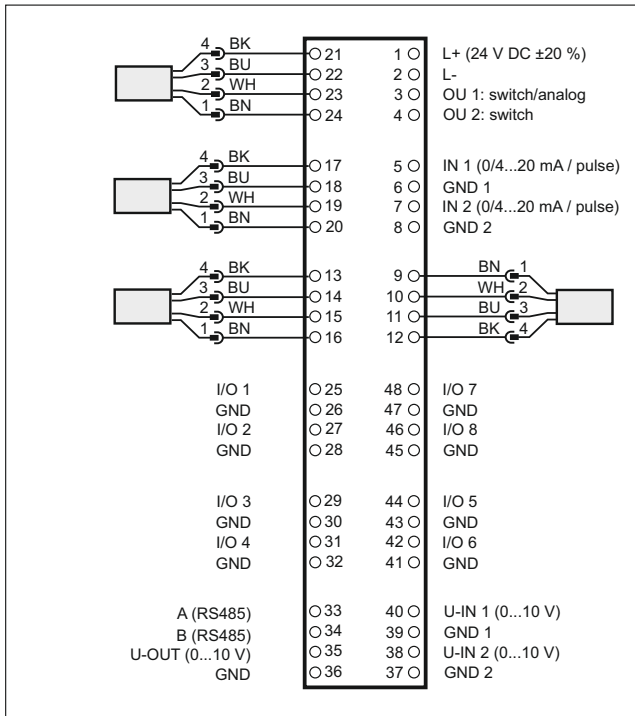 4 BK 21 1 L+ (24 V DC ±20 %)
3 BU 22 2 L-
2 WH 23 3 OU 1: switch/analog
1 BN 24 4 OU 2: switch
4 BK 17 5 IN 1 (0/4...20 mA / pulse)
3 BU 18 6 GND 1
2 WH 19 7 IN 2 (0/4...20 mA / pulse)
1 BN 20 8 GND 2
4 BK 13 9 BN 1
3 BU 14 10 WH 2
2 WH 15 11 BU 3
1 BN 16 12 BK 4
I/O 1 25 48 I/O 7
GND 26 47 GND
I/O 2 27 46 I/O 8
GND 28 45 GND
I/O 3 29 44 I/O 5
GND 30 43 GND
I/O 4 31 42 I/O 6
GND 32 41 GND
A (RS485) 33 40 U-IN 1 (0...10 V)
B (RS485) 34 39 GND 1
U-OUT (0...10 V) 35 38 U-IN 2 (0...10 V)
GND 36 37 GND 2